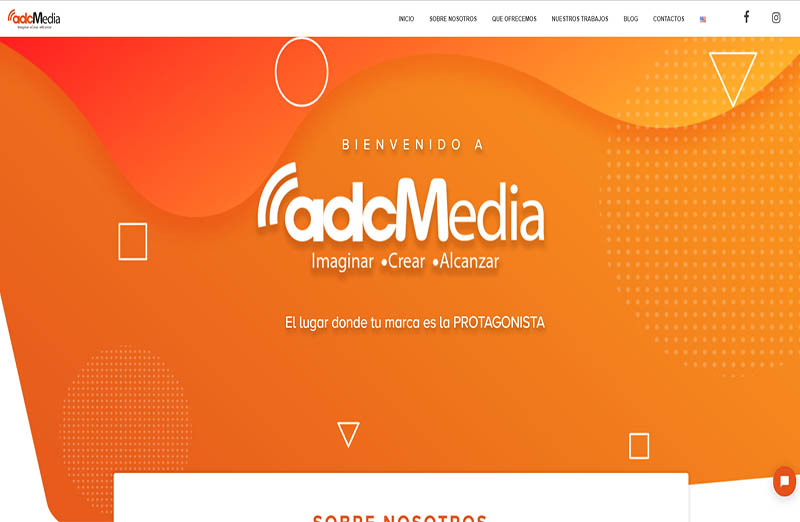 adcMedia
Imaginar •Crear •Alcanzar
INICIO SOBRE NOSOTROS QUE OFRECEMOS NUESTROS TRABAJOS BLOG CONTACTOS
BIENVENIDO A
adcMedia
Imaginar •Crear •Alcanzar
El lugar donde tu marca es la PROTAGONISTA
SOBRE NOSOTROS